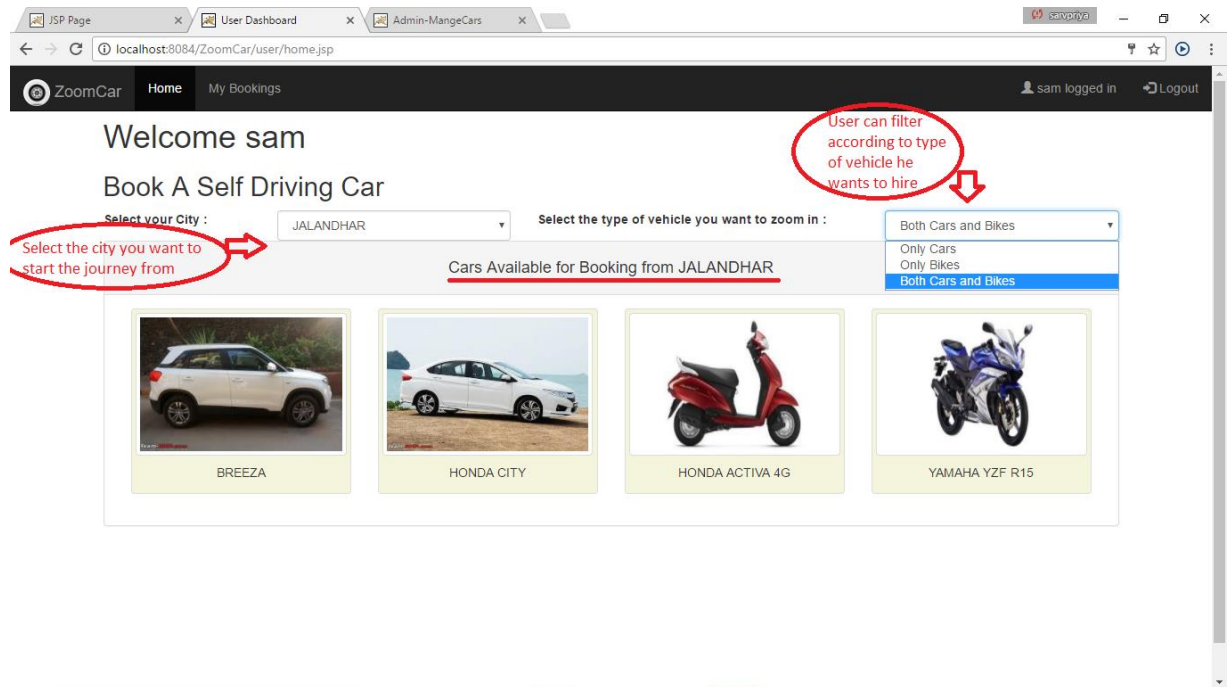 JSP Page
User Dashboard
Admin-MangeCars
sarvpriya
localhost:8084/ZoomCar/user/home.jsp
ZoomCar Home My Bookings sam logged in Logout
Welcome sam
Book A Self Driving Car
User can filter
according to type
of vehicle he
wants to hire
Select your City :
JALANDHAR
Select the type of vehicle you want to zoom in :
Both Cars and Bikes
Only Cars
Only Bikes
Both Cars and Bikes
Select the city you want to
start the journey from
Cars Available for Booking from JALANDHAR
BREEZA
HONDA CITY
HONDA ACTIVA 4G
YAMAHA YZF R15